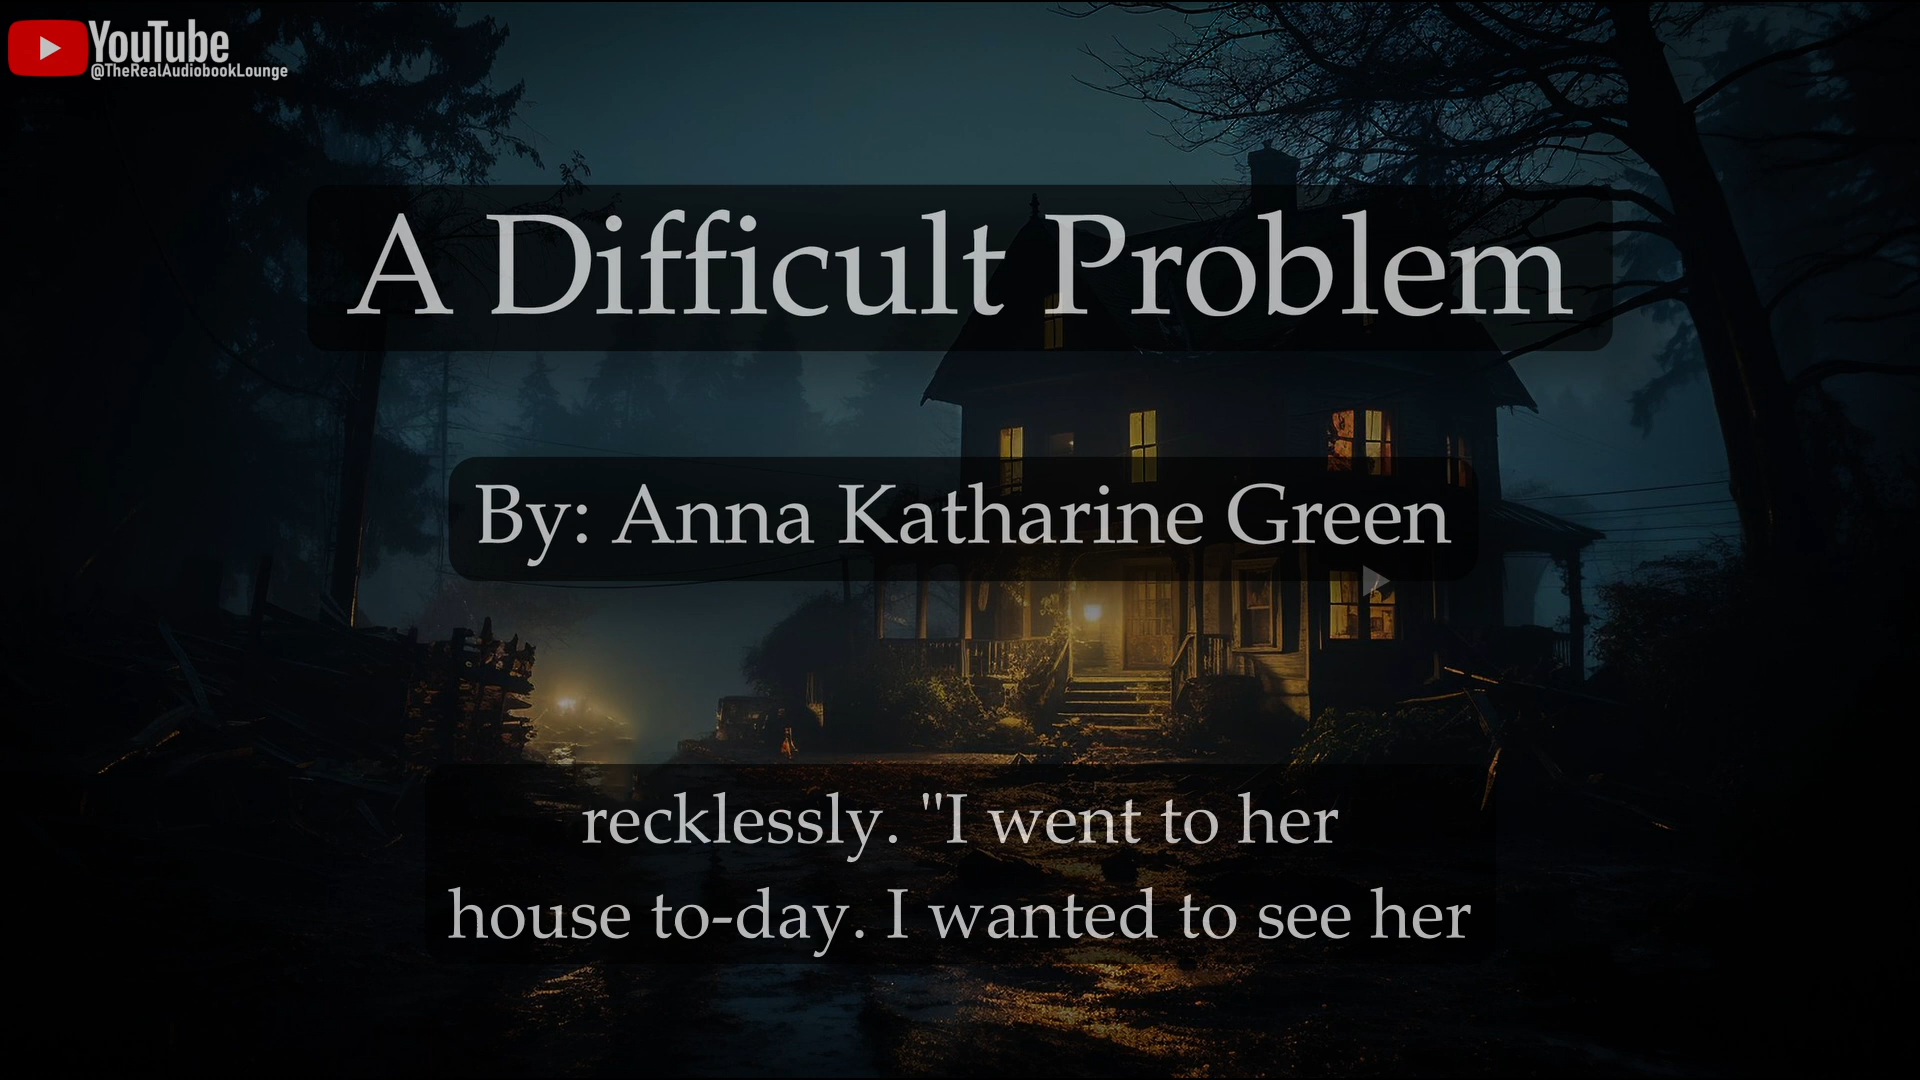 YouTube
@TheRealAudiobookLounge
A Difficult Problem
By: Anna Katharine Green
recklessly. "I went to her
house to-day. I wanted to see her